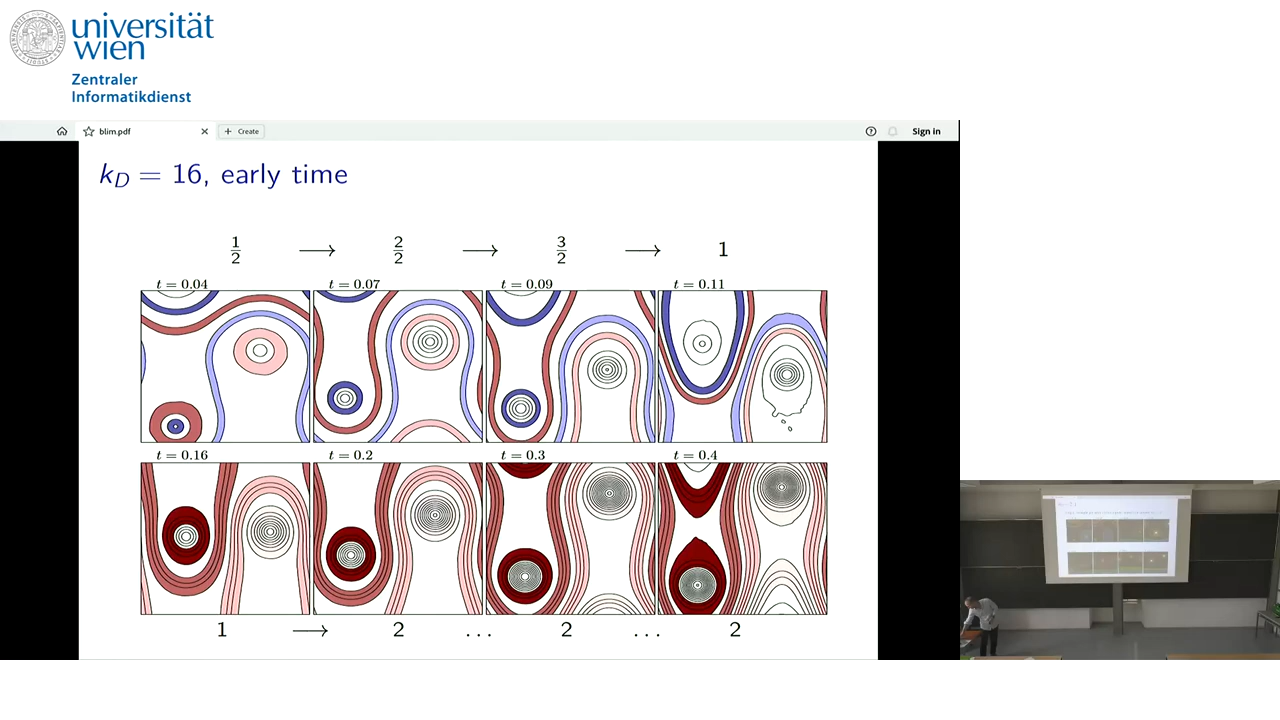 universität
wien
Zentraler
Informatikdienst
blim.pdf
Create
Sign in
k_D = 16, early time
1/2 → 2/2 → 3/2 → 1
t = 0.04 t = 0.07 t = 0.09 t = 0.11
t = 0.16 t = 0.2 t = 0.3 t = 0.4
1 → 2 ... 2 ... 2